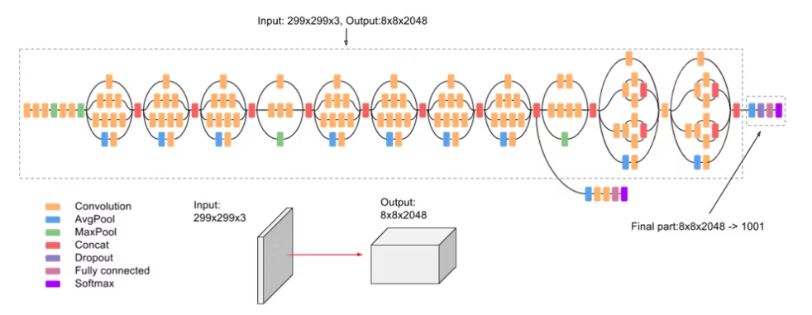 Input: 299x299x3, Output:8x8x2048
Convolution
AvgPool
MaxPool
Concat
Dropout
Fully connected
Softmax
Input:
299x299x3
Output:
8x8x2048
Final part:8x8x2048 -> 1001